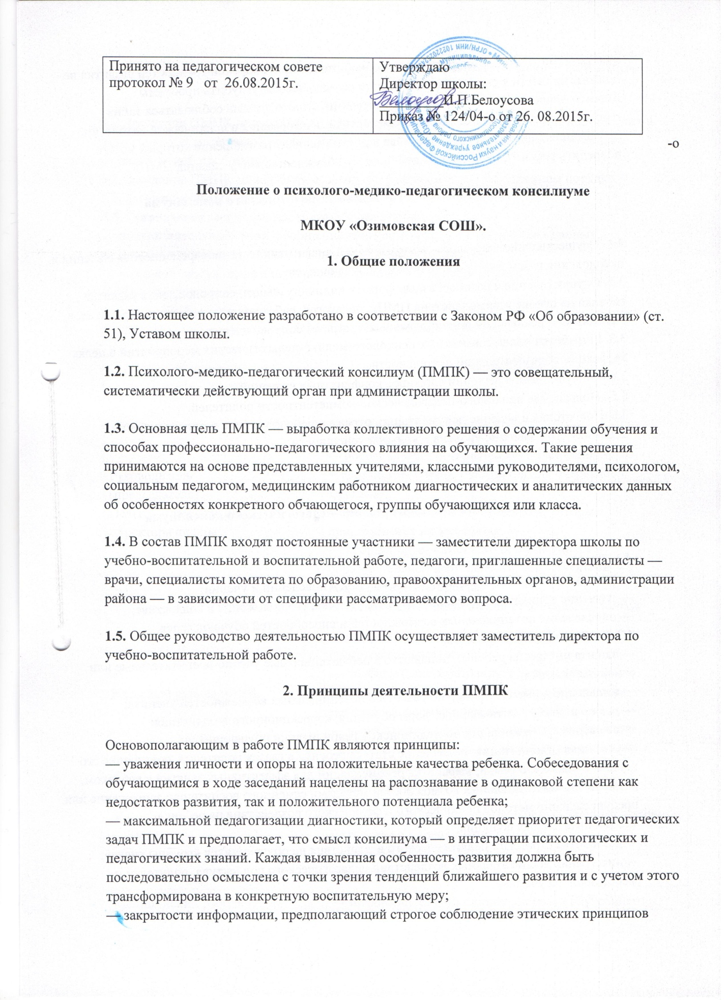 Принято на педагогическом совете
протокол № 9 от 26.08.2015г.
Утверждаю
Директор школы:
Белоусова И.П.Белоусова
Приказ № 124/04-о от 26. 08.2015г.
-о
Положение о психолого-медико-педагогическом консилиуме
МКОУ «Озимовская СОШ».
1. Общие положения
1.1. Настоящее положение разработано в соответствии с Законом РФ «Об образовании» (ст.
51), Уставом школы.
1.2. Психолого-медико-педагогический консилиум (ПМПК) — это совещательный,
систематически действующий орган при администрации школы.
1.3. Основная цель ПМПК — выработка коллективного решения о содержании обучения и
способах профессионально-педагогического влияния на обучающихся. Такие решения
принимаются на основе представленных учителями, классными руководителями, психологом,
социальным педагогом, медицинским работником диагностических и аналитических данных
об особенностях конкретного обчающегося, группы обучающихся или класса.
1.4. В состав ПМПК входят постоянные участники — заместители директора школы по
учебно-воспитательной и воспитательной работе, педагоги, приглашенные специалисты —
врачи, специалисты комитета по образованию, правоохранительных органов, администрации
района — в зависимости от специфики рассматриваемого вопроса.
1.5. Общее руководство деятельностью ПМПК осуществляет заместитель директора по
учебно-воспитательной работе.
2. Принципы деятельности ПМПК
Основополагающим в работе ПМПК являются принципы:
— уважения личности и опоры на положительные качества ребенка. Собеседования с
обучающимися в ходе заседаний нацелены на распознавание в одинаковой степени как
недостатков развития, так и положительного потенциала ребенка;
— максимальной педагогизации диагностики, который определяет приоритет педагогических
задач ПМПК и предполагает, что смысл консилиума — в интеграции психологических и
педагогических знаний. Каждая выявленная особенность развития должна быть
последовательно осмыслена с точки зрения тенденций ближайшего развития и с учетом этого
трансформирована в конкретную воспитательную меру;
— закрытости информации, предполагающий строгое соблюдение этических принципов